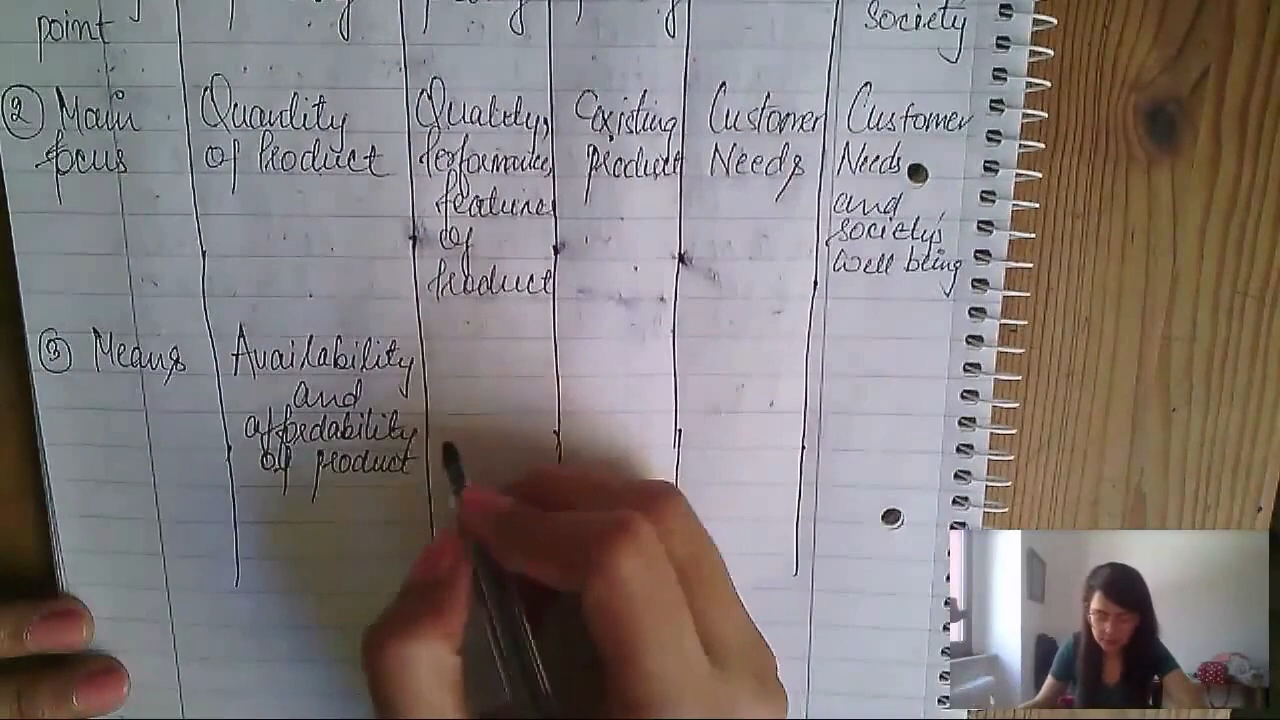 point
society
② Main focus
Quantity of Product
Quality, Performance, features of Product
Existing product
Customer Needs
Customer Needs and society's well being
③ Means
Availability and affordability of product